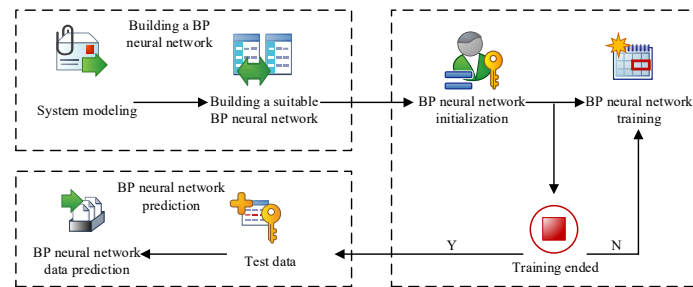 Building a BP
neural network
System modeling
Building a suitable
BP neural network
BP neural network
initialization
BP neural network
training
BP neural network
prediction
BP neural network
data prediction
Test data
Y
N
Training ended